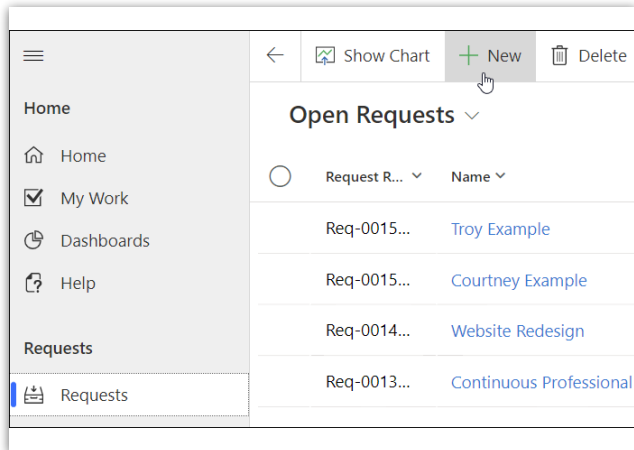 Show Chart New Delete
Home
Open Requests
Home
Request R... Name
My Work
Req-0015... Troy Example
Dashboards
Req-0015... Courtney Example
Help
Req-0014... Website Redesign
Requests
Req-0013... Continuous Professional
Requests